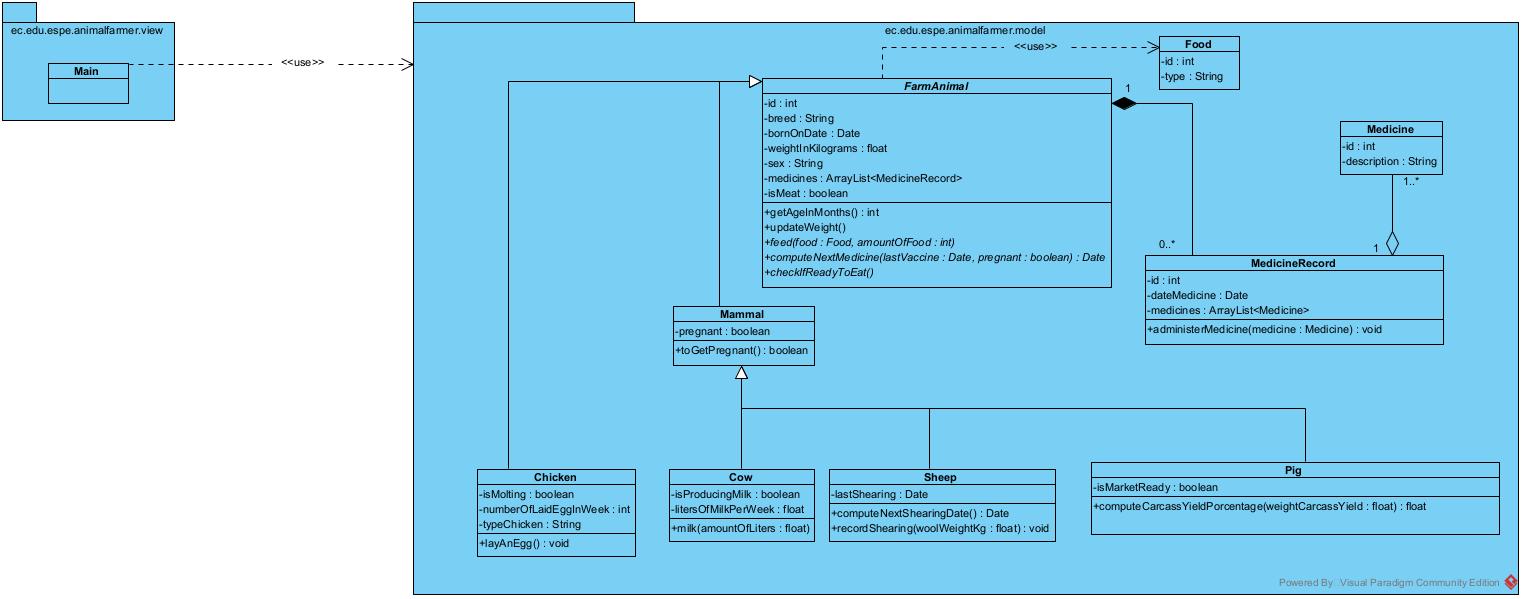 ec.edu.espe.animalfarmer.view
Main
<<use>>
ec.edu.espe.animalfarmer.model
<<use>>
Food
-id : int
-type : String
FarmAnimal
-id : int
-breed : String
-bornOnDate : Date
-weightInKilograms : float
-sex : String
-medicines : ArrayList<MedicineRecord>
-isMeat : boolean
+getAgeInMonths() : int
+updateWeight()
+feed(food : Food, amountOfFood : int)
+computeNextMedicine(lastVaccine : Date, pregnant : boolean) : Date
+checkIfReadyToEat()
1
0..*
Medicine
-id : int
-description : String
1..*
1
MedicineRecord
-id : int
-dateMedicine : Date
-medicines : ArrayList<Medicine>
+administerMedicine(medicine : Medicine) : void
Mammal
-pregnant : boolean
+toGetPregnant() : boolean
Chicken
-isMolting : boolean
-numberOfLaidEggInWeek : int
-typeChicken : String
+layAnEgg() : void
Cow
-isProducingMilk : boolean
-litersOfMilkPerWeek : float
+milk(amountOfLiters : float)
Sheep
-lastShearing : Date
+computeNextShearingDate() : Date
+recordShearing(woolWeightKg : float) : void
Pig
-isMarketReady : boolean
+computeCarcassYieldPorcentage(weightCarcassYield : float) : float
Powered By Visual Paradigm Community Edition